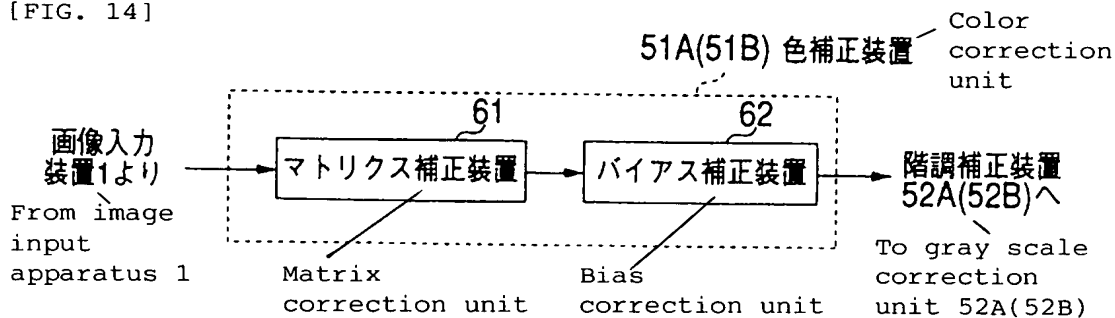 [FIG. 14]
51A(51B) 色補正装置
Color
correction
unit
61
62
画像入力
装置1より
マトリクス補正装置
バイアス補正装置
階調補正装置
52A(52B)へ
From image
input
apparatus 1
Matrix
correction unit
Bias
correction unit
To gray scale
correction
unit 52A(52B)